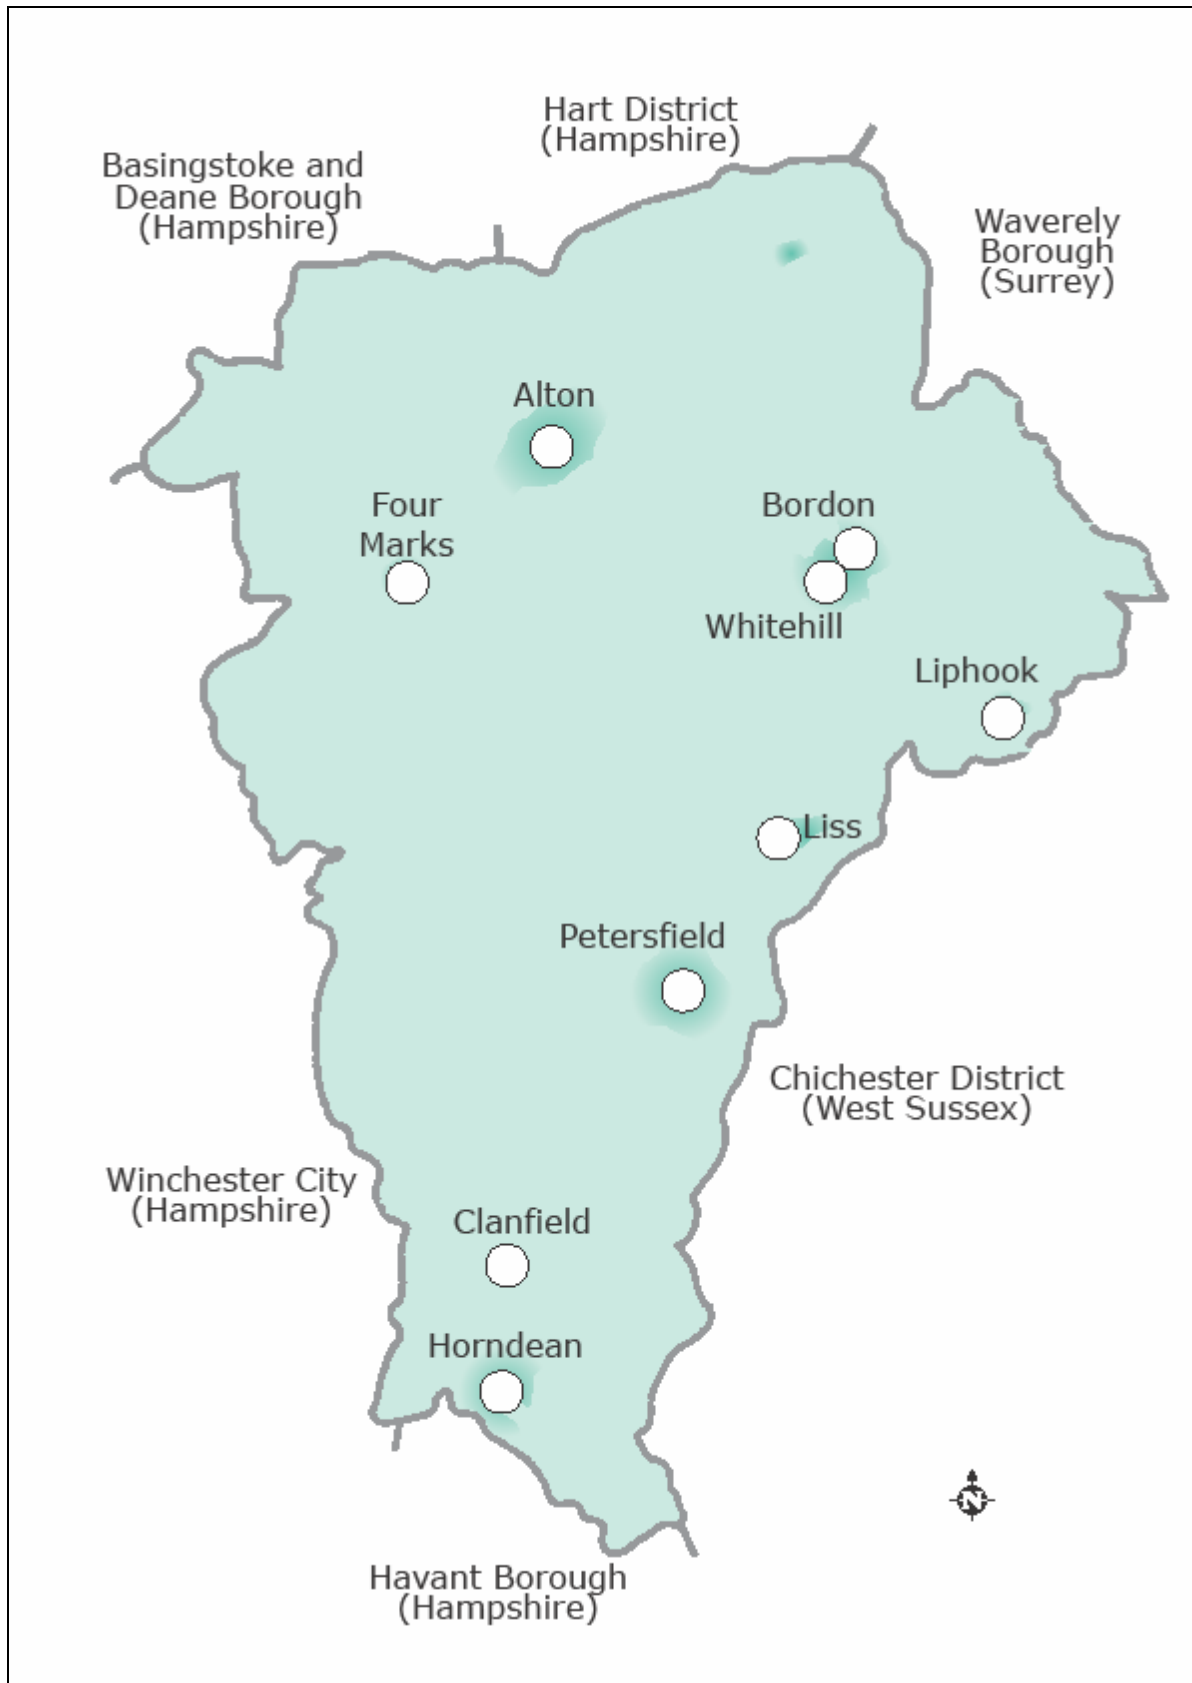 Hart District
(Hampshire)
Basingstoke and
Deane Borough
(Hampshire)
Waverely
Borough
(Surrey)
Alton
Four
Marks
Bordon
Whitehill
Liphook
Liss
Petersfield
Chichester District
(West Sussex)
Winchester City
(Hampshire)
Clanfield
Horndean
N
Havant Borough
(Hampshire)